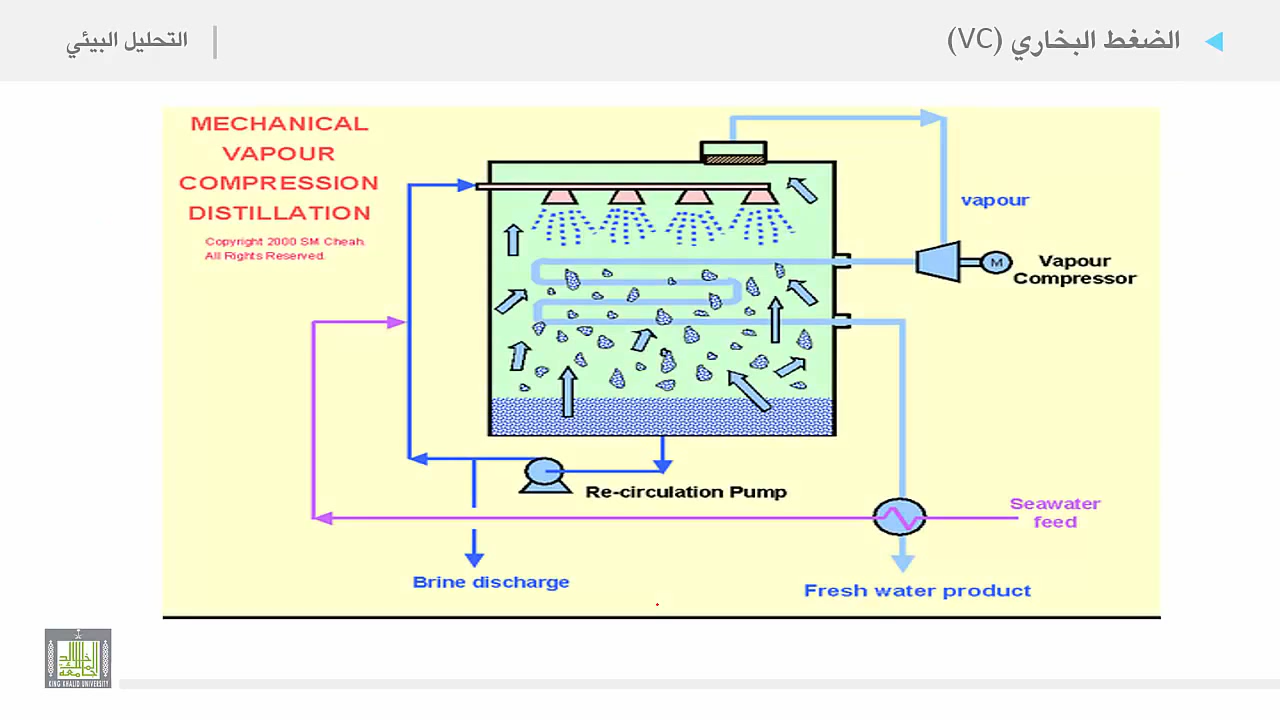 الضغط البخاري (VC)
التحليل البيئي
MECHANICAL
VAPOUR
COMPRESSION
DISTILLATION
Copyright 2000 SM Cheah.
All Rights Reserved.
vapour
M
Vapour
Compressor
Re-circulation Pump
Seawater
feed
Brine discharge
Fresh water product
KING KHALID UNIVERSITY